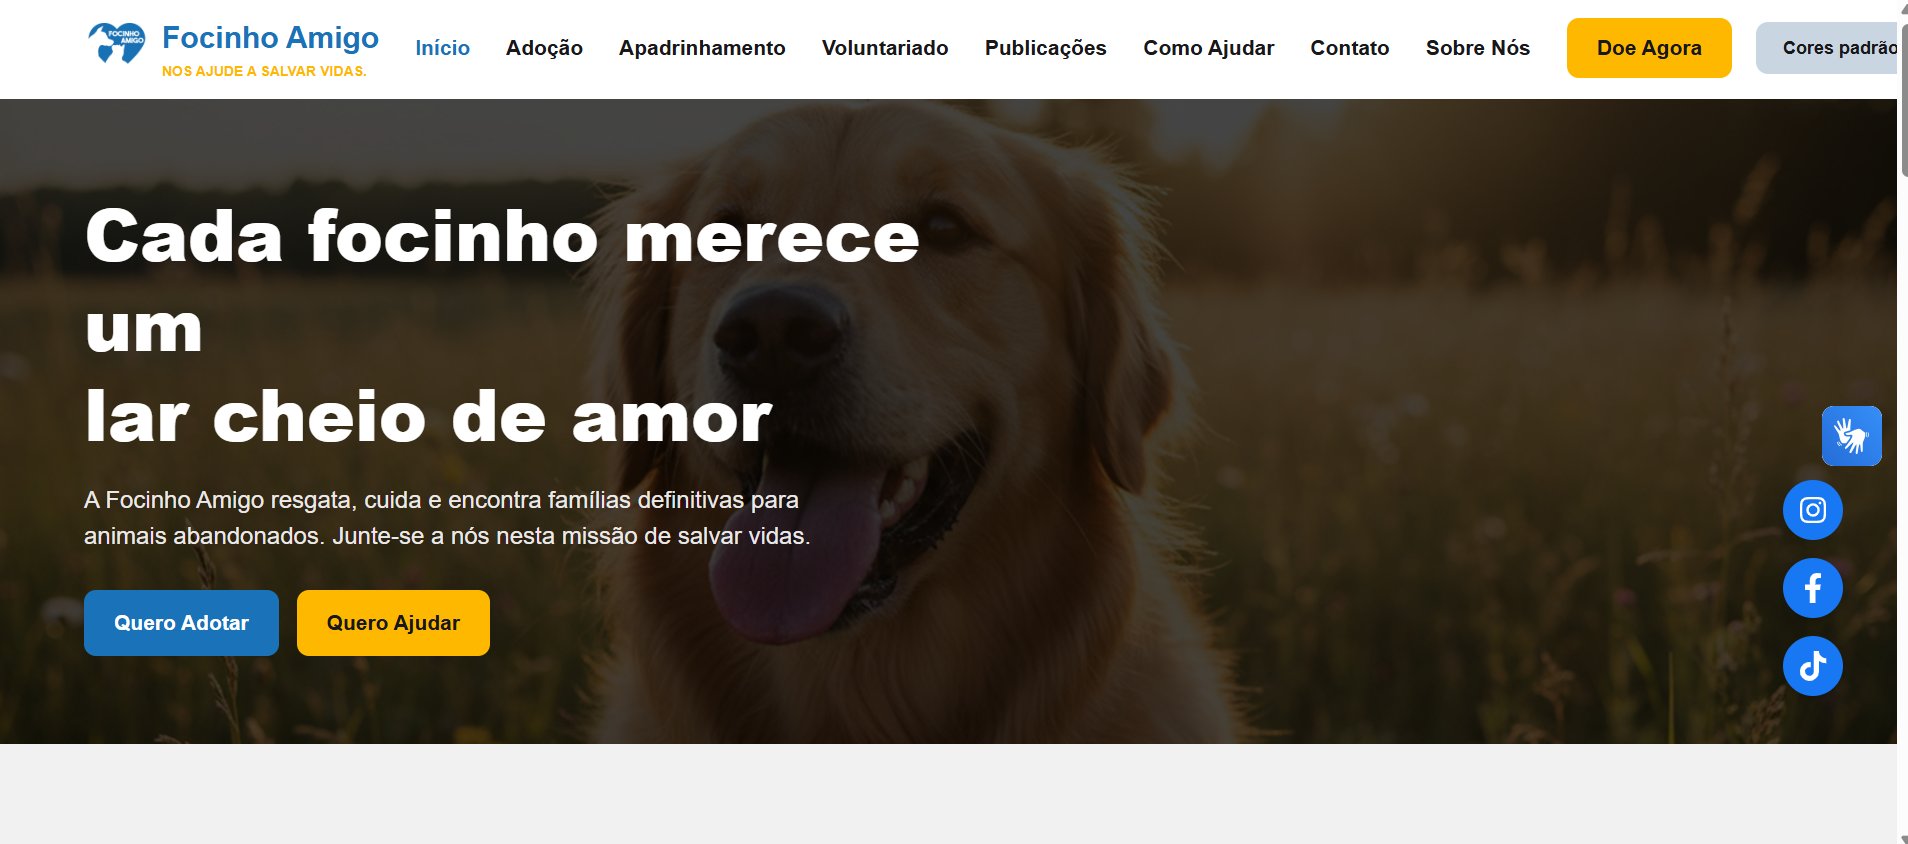 FOCINHO
AMIGO
Focinho Amigo
NOS AJUDE A SALVAR VIDAS.
Início
Adoção
Apadrinhamento
Voluntariado
Publicações
Como Ajudar
Contato
Sobre Nós
Doe Agora
Cores padrão
Cada focinho merece
um
lar cheio de amor
A Focinho Amigo resgata, cuida e encontra famílias definitivas para
animais abandonados. Junte-se a nós nesta missão de salvar vidas.
Quero Adotar
Quero Ajudar